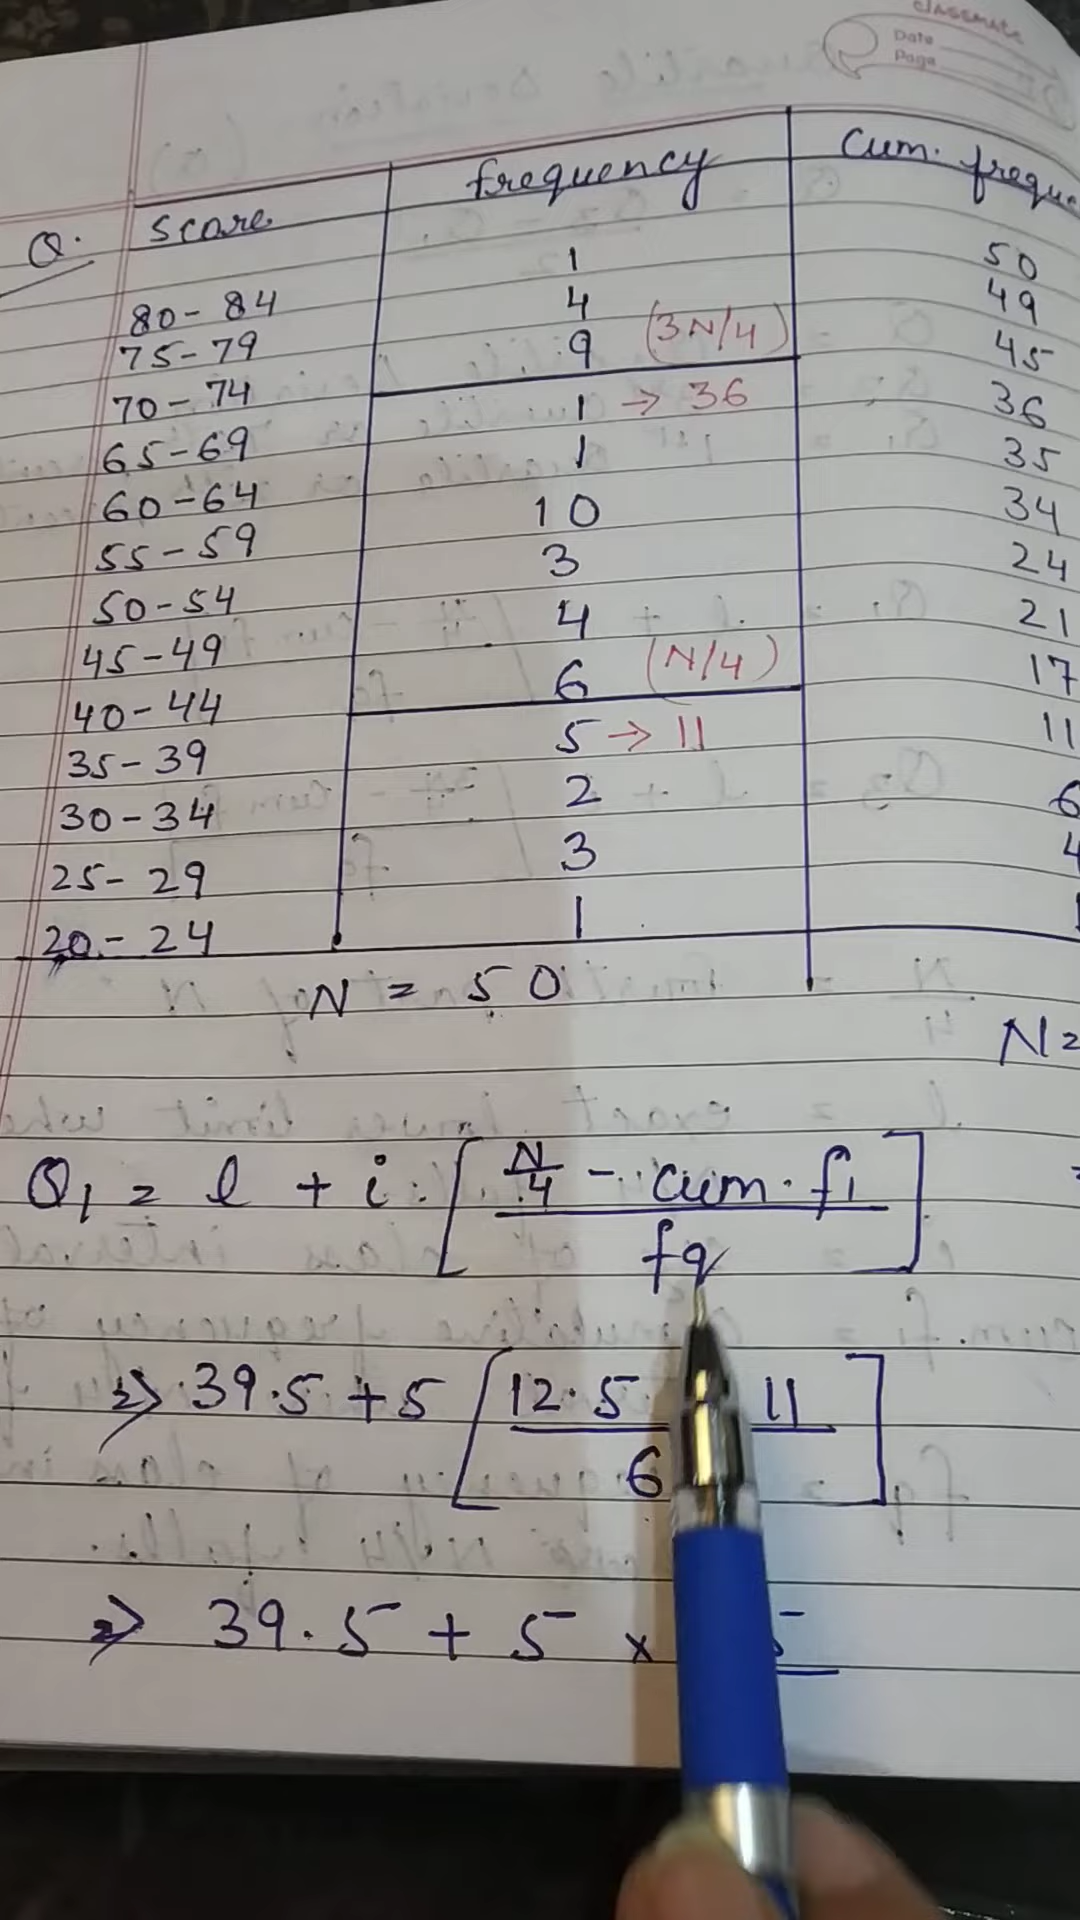 classmate
Date
Page
Q. Score frequency Cum. freque
80-84 1 50
75-79 4 49
70-74 9 (3N/4) 45
65-69 1 → 36 36
60-64 1 35
55-59 10 34
50-54 3 24
45-49 4 21
40-44 6 (N/4) 17
35-39 5 → 11 11
30-34 2 6
25-29 3 4
20-24 1 1
N = 50
N =
Q₁ = l + i [N/4 - cum. f₁ / fq]
⇒ 39.5 + 5 [12.5 11 / 6]
⇒ 39.5 + 5 × 5